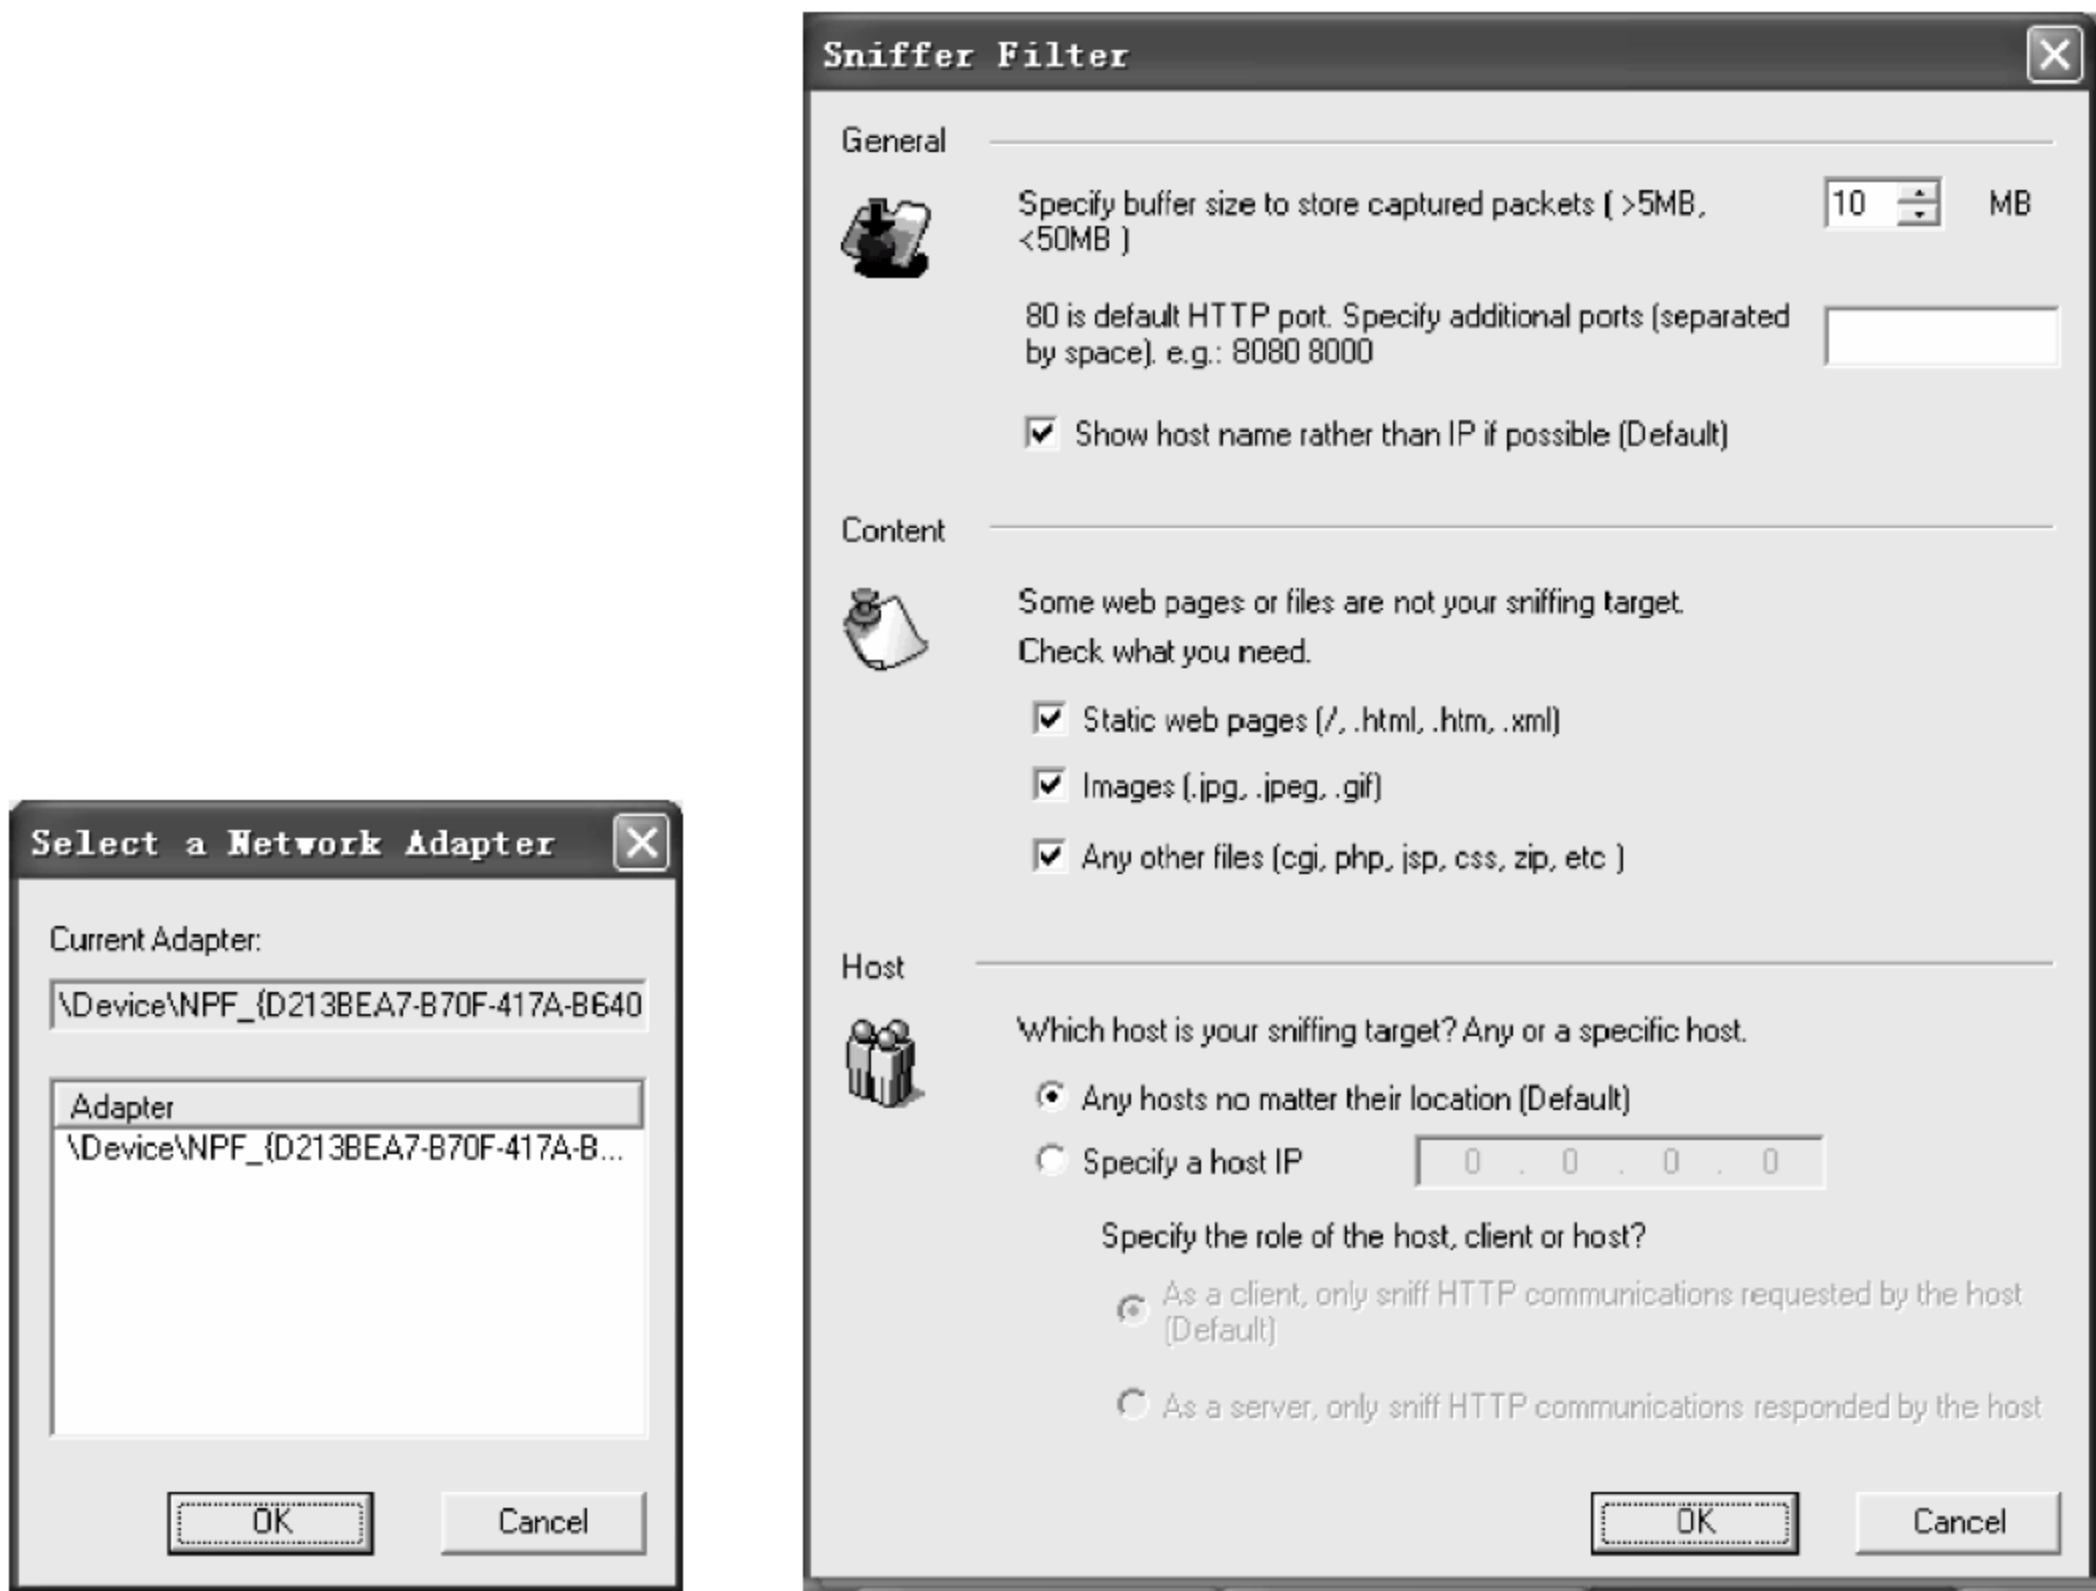 Select a Network Adapter
Current Adapter:
\Device\NPF_{D213BEA7-B70F-417A-B640
Adapter
\Device\NPF_{D213BEA7-B70F-417A-B...
OK
Cancel
Sniffer Filter
General
Specify buffer size to store captured packets ( >5MB,
<50MB )
10
MB
80 is default HTTP port. Specify additional ports (separated
by space). e.g.: 8080 8000
Show host name rather than IP if possible (Default)
Content
Some web pages or files are not your sniffing target.
Check what you need.
Static web pages (/, .html, .htm, .xml)
Images (.jpg, .jpeg, .gif)
Any other files (cgi, php, jsp, css, zip, etc )
Host
Which host is your sniffing target? Any or a specific host.
Any hosts no matter their location (Default)
Specify a host IP
0 . 0 . 0 . 0
Specify the role of the host, client or host?
As a client, only sniff HTTP communications requested by the host
(Default)
As a server, only sniff HTTP communications responded by the host
OK
Cancel